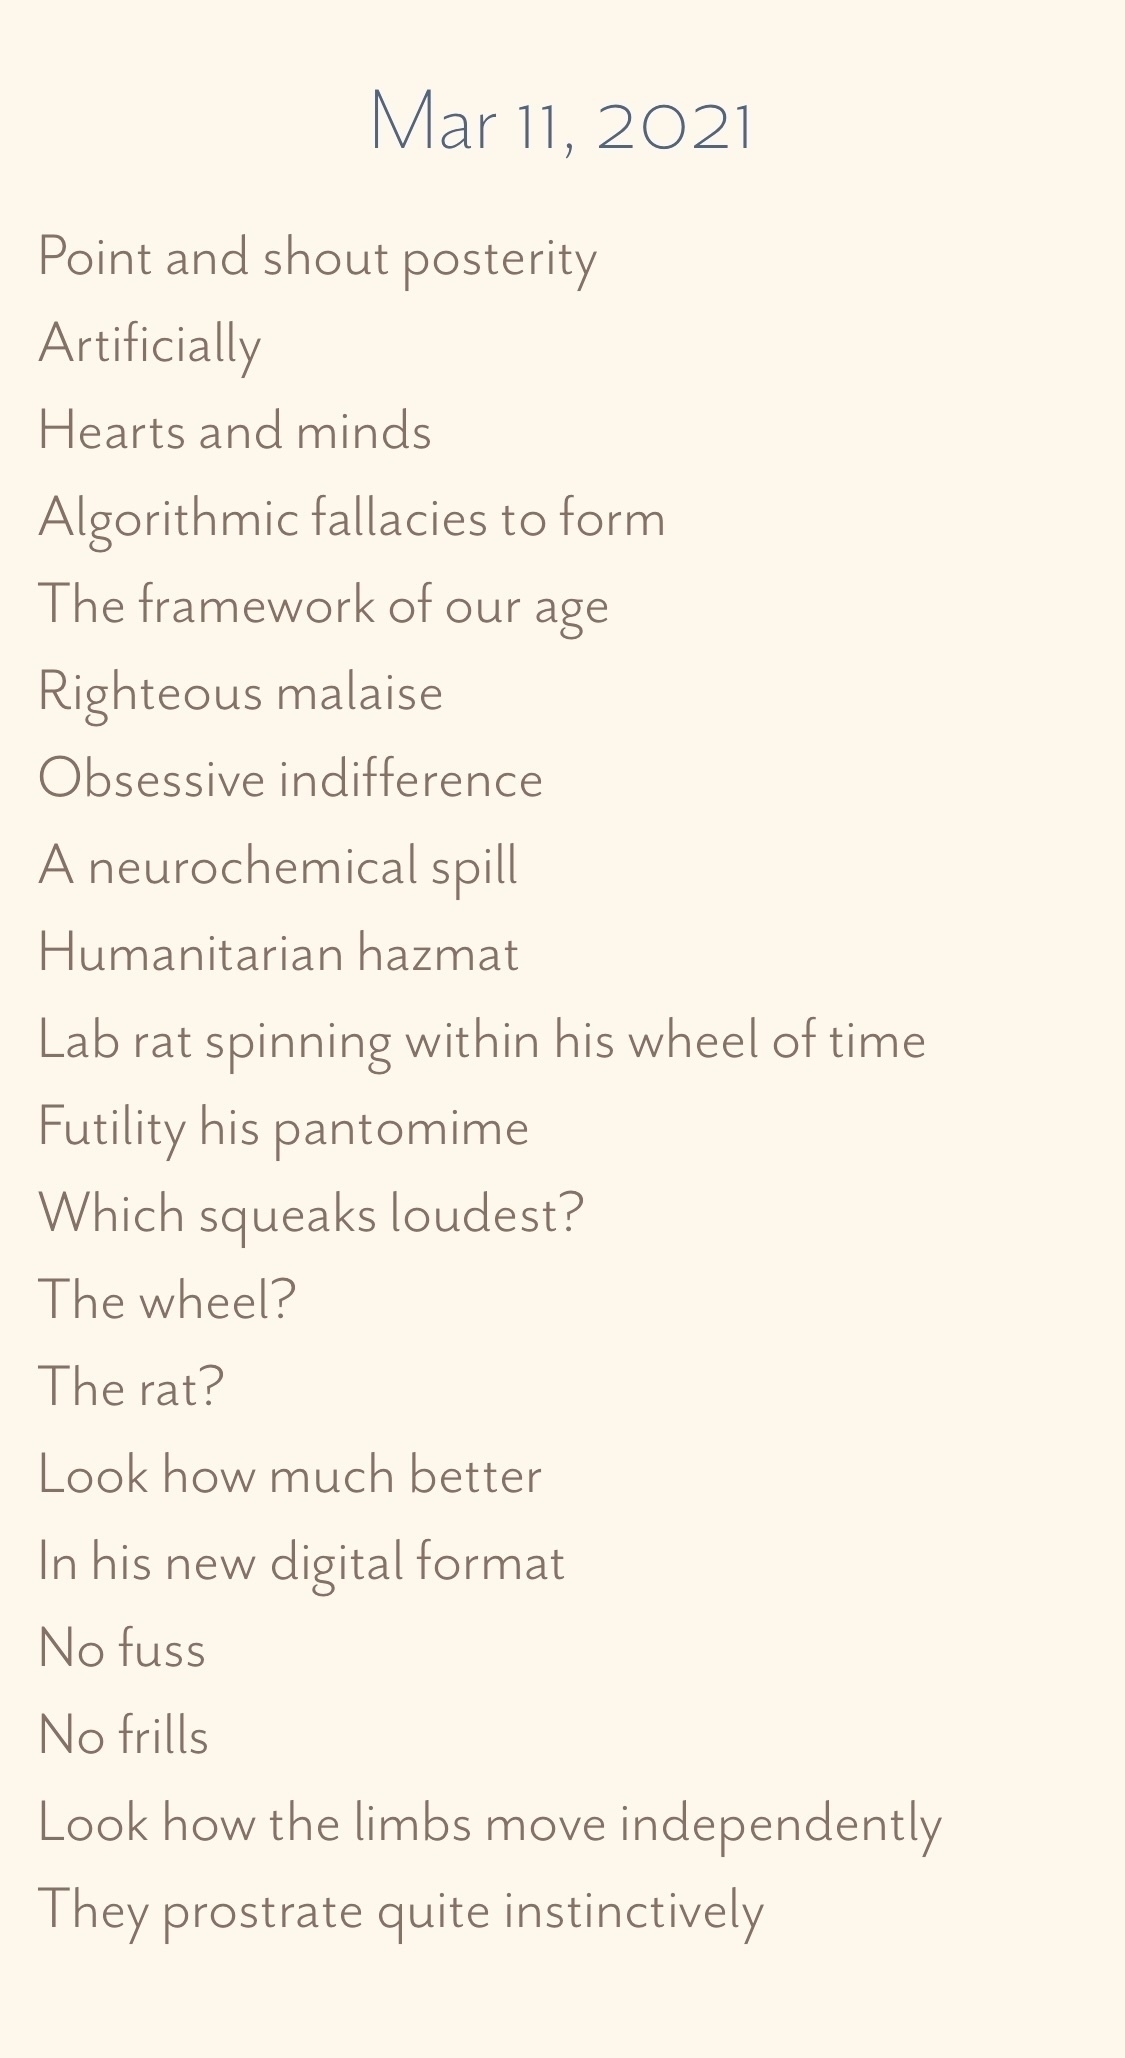 Mar 11, 2021
Point and shout posterity
Artificially
Hearts and minds
Algorithmic fallacies to form
The framework of our age
Righteous malaise
Obsessive indifference
A neurochemical spill
Humanitarian hazmat
Lab rat spinning within his wheel of time
Futility his pantomime
Which squeaks loudest?
The wheel?
The rat?
Look how much better
In his new digital format
No fuss
No frills
Look how the limbs move independently
They prostrate quite instinctively